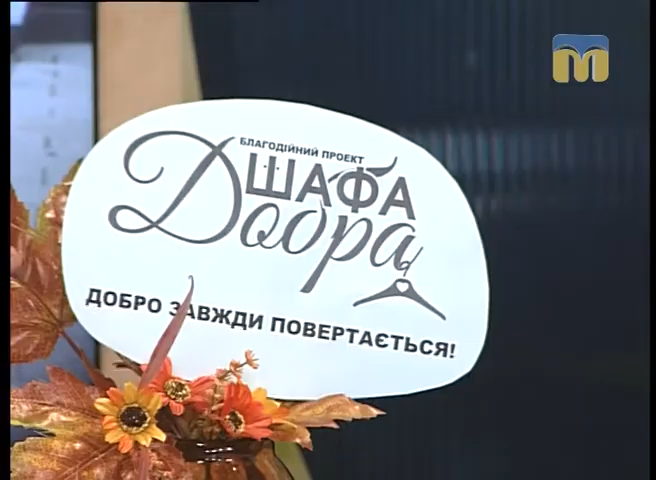 БЛАГОДІЙНИЙ ПРОЕКТ
ШАФА
Добра
ДОБРО ЗАВЖДИ ПОВЕРТАЄТЬСЯ!